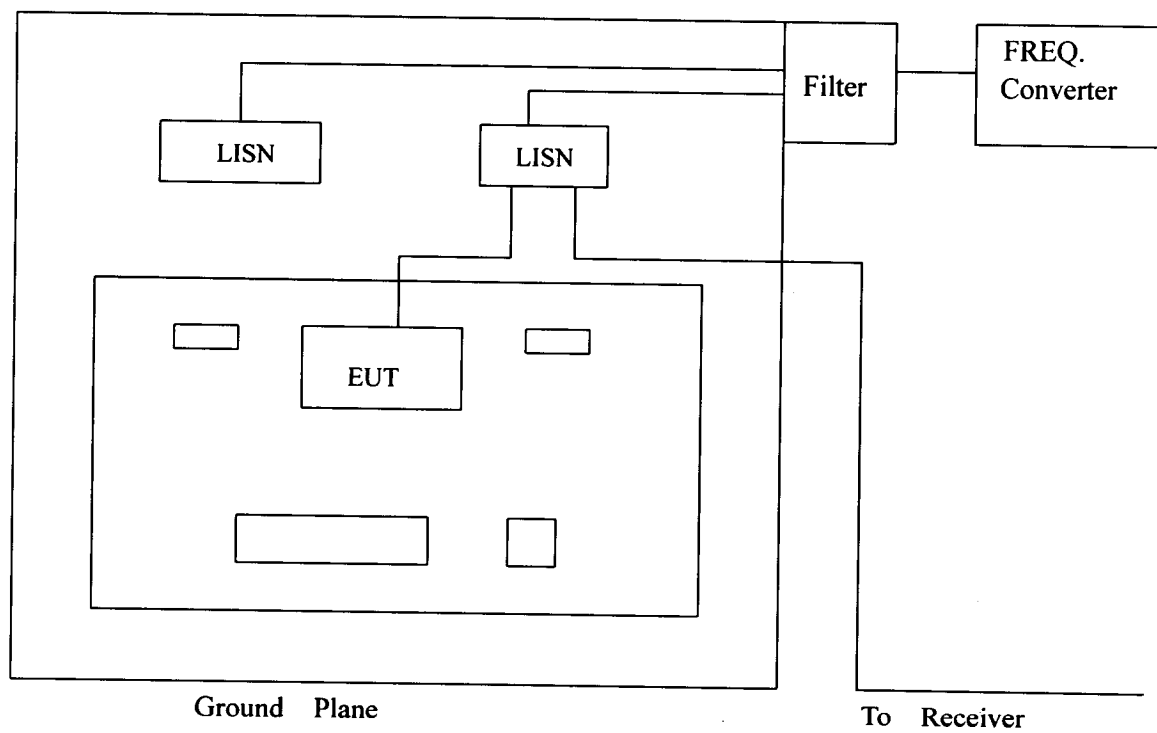 FREQ.
Converter
Filter
LISN
LISN
EUT
Ground Plane
To Receiver